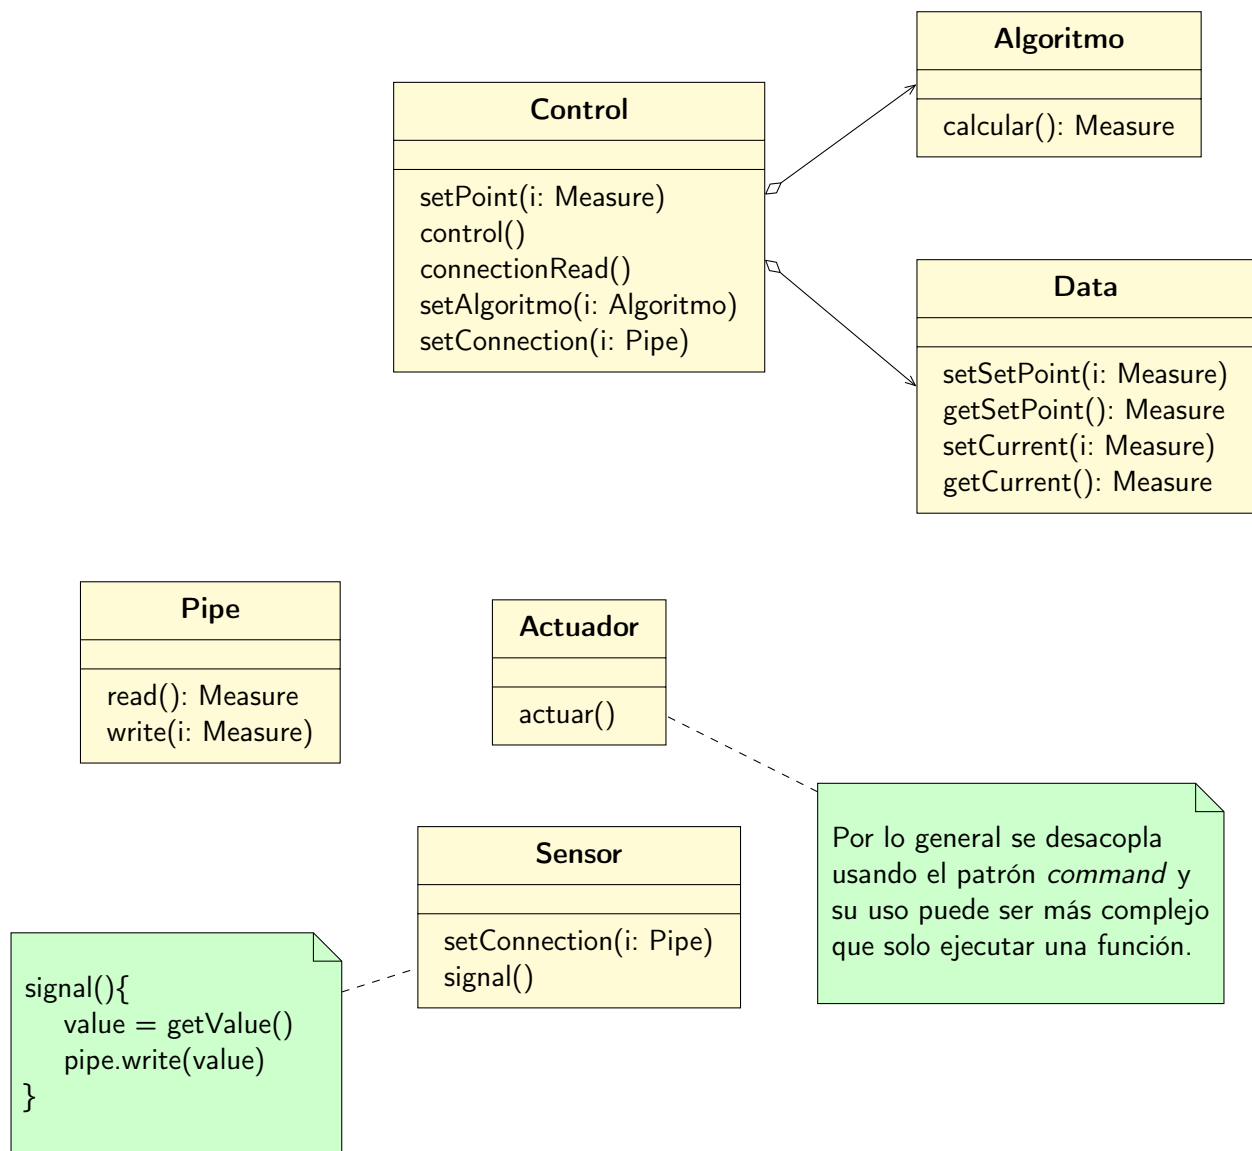 Algoritmo
calcular(): Measure
Control
setPoint(i: Measure)
control()
connectionRead()
setAlgoritmo(i: Algoritmo)
setConnection(i: Pipe)
Data
setSetPoint(i: Measure)
getSetPoint(): Measure
setCurrent(i: Measure)
getCurrent(): Measure
Pipe
read(): Measure
write(i: Measure)
Actuador
actuar()
Por lo general se desacopla
usando el patrón command y
su uso puede ser más complejo
que solo ejecutar una función.
Sensor
setConnection(i: Pipe)
signal()
signal(){
value = getValue()
pipe.write(value)
}